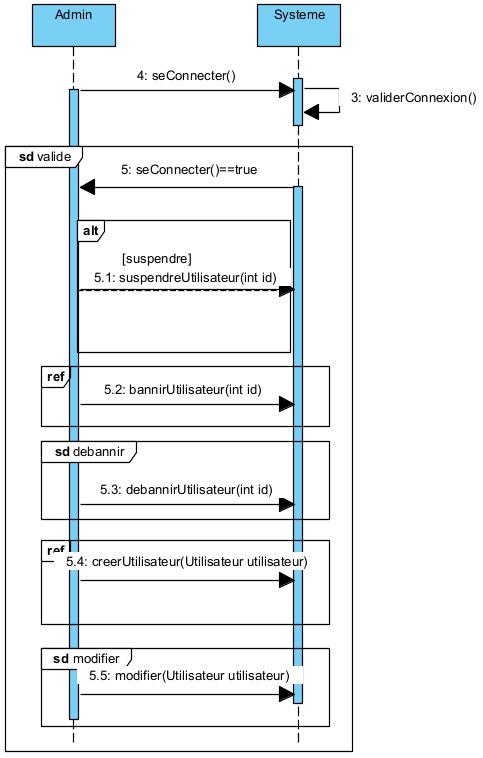 Admin
Systeme
4: seConnecter()
3: validerConnexion()
sd valide
5: seConnecter()==true
alt
[suspendre]
5.1: suspendreUtilisateur(int id)
ref
5.2: bannirUtilisateur(int id)
sd debannir
5.3: debannirUtilisateur(int id)
ref
5.4: creerUtilisateur(Utilisateur utilisateur)
sd modifier
5.5: modifier(Utilisateur utilisateur)